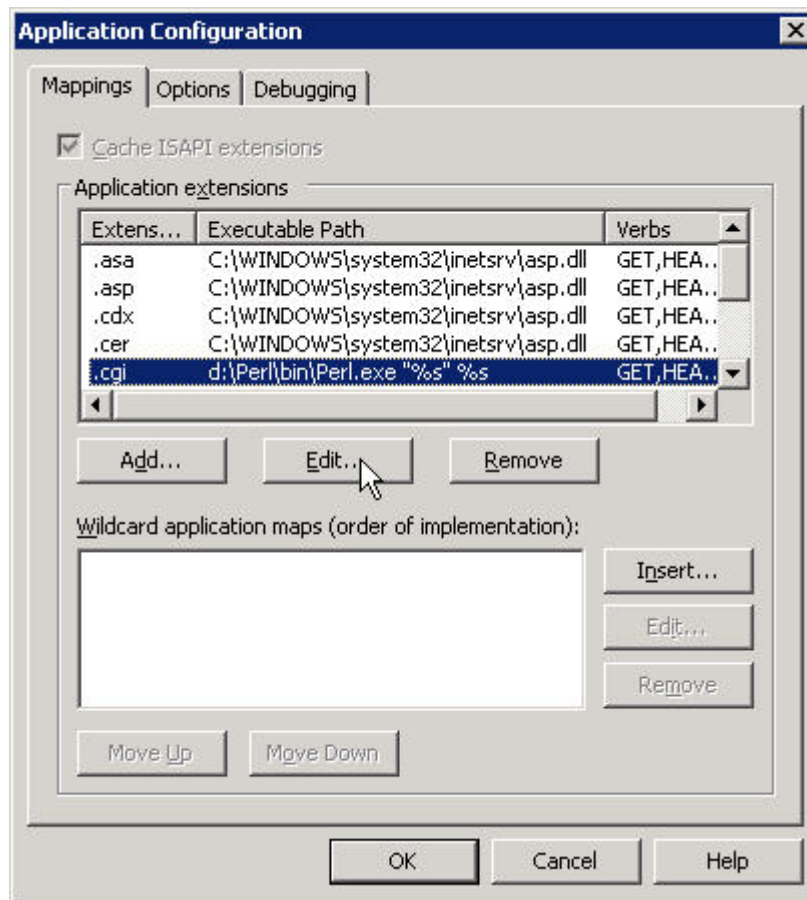 Application Configuration
Mappings Options Debugging
Cache ISAPI extensions
Application extensions
Extens... Executable Path Verbs
.asa C:\WINDOWS\system32\inetsrv\asp.dll GET,HEA..
.asp C:\WINDOWS\system32\inetsrv\asp.dll GET,HEA..
.cdx C:\WINDOWS\system32\inetsrv\asp.dll GET,HEA..
.cer C:\WINDOWS\system32\inetsrv\asp.dll GET,HEA..
.cgi d:\Perl\bin\Perl.exe "%s" %s GET,HEA..
Add... Edit... Remove
Wildcard application maps (order of implementation):
Insert...
Edit...
Remove
Move Up Move Down
OK Cancel Help